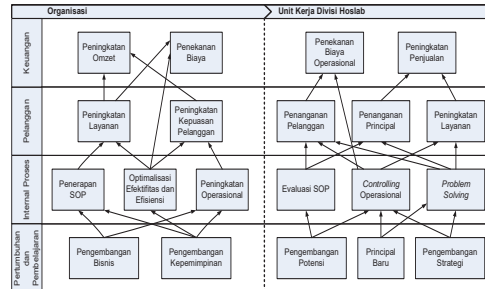 Organisasi
Unit Kerja Divisi Hoslab
Keuangan
Peningkatan
Omzet
Penekanan
Biaya
Penekanan
Biaya
Operasional
Peningkatan
Penjualan
Pelanggan
Peningkatan
Layanan
Peningkatan
Kepuasan
Pelanggan
Penanganan
Pelanggan
Penanganan
Principal
Peningkatan
Layanan
Internal Proses
Penerapan
SOP
Optimalisasi
Efektifitas dan
Efisiensi
Peningkatan
Operasional
Evaluasi SOP
Controlling
Operasional
Problem
Solving
Pertumbuhan
dan
Pembelajaran
Pengembangan
Bisnis
Pengembangan
Kepemimpinan
Pengembangan
Potensi
Principal
Baru
Pengembangan
Strategi